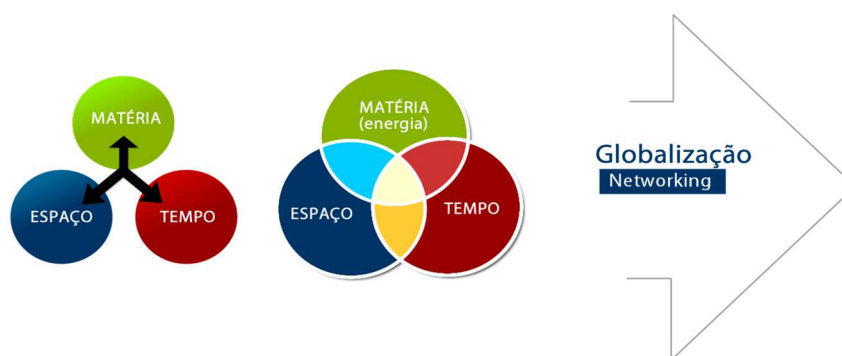 MATÉRIA
ESPAÇO
TEMPO
MATÉRIA
(energia)
ESPAÇO
TEMPO
Globalização
Networking